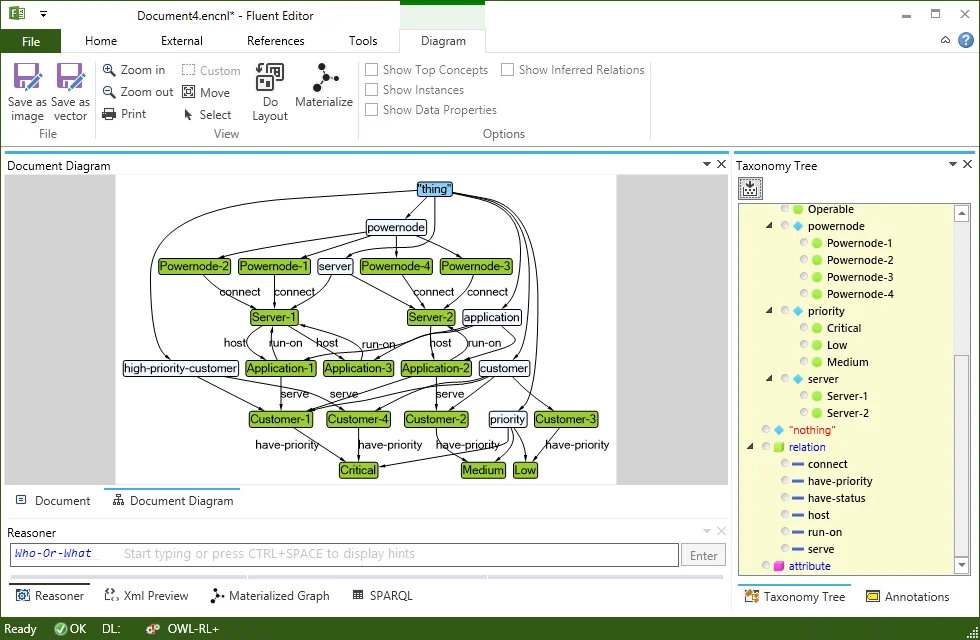 Document4.encnl* - Fluent Editor
File Home External References Tools Diagram
Save as image
Save as vector
File
Zoom in
Zoom out
Print
Custom
Move
Select
View
Do Layout
Materialize
Show Top Concepts
Show Inferred Relations
Show Instances
Show Data Properties
Options
Document Diagram
"thing"
powernode
Powernode-2 Powernode-1 server Powernode-4 Powernode-3
connect connect connect connect
Server-1 Server-2 application
host run-on host run-on host run-on
high-priority-customer Application-1 Application-3 Application-2 customer
serve serve serve
Customer-1 Customer-4 Customer-2 priority Customer-3
have-priority have-priority have-priority have-priority
Critical Medium Low
Document Document Diagram
Reasoner
Who-Or-What Start typing or press CTRL+SPACE to display hints Enter
Reasoner Xml Preview Materialized Graph SPARQL
Taxonomy Tree
Operable
powernode
Powernode-1
Powernode-2
Powernode-3
Powernode-4
priority
Critical
Low
Medium
server
Server-1
Server-2
"nothing"
relation
connect
have-priority
have-status
host
run-on
serve
attribute
Taxonomy Tree Annotations
Ready OK DL: OWL-RL+